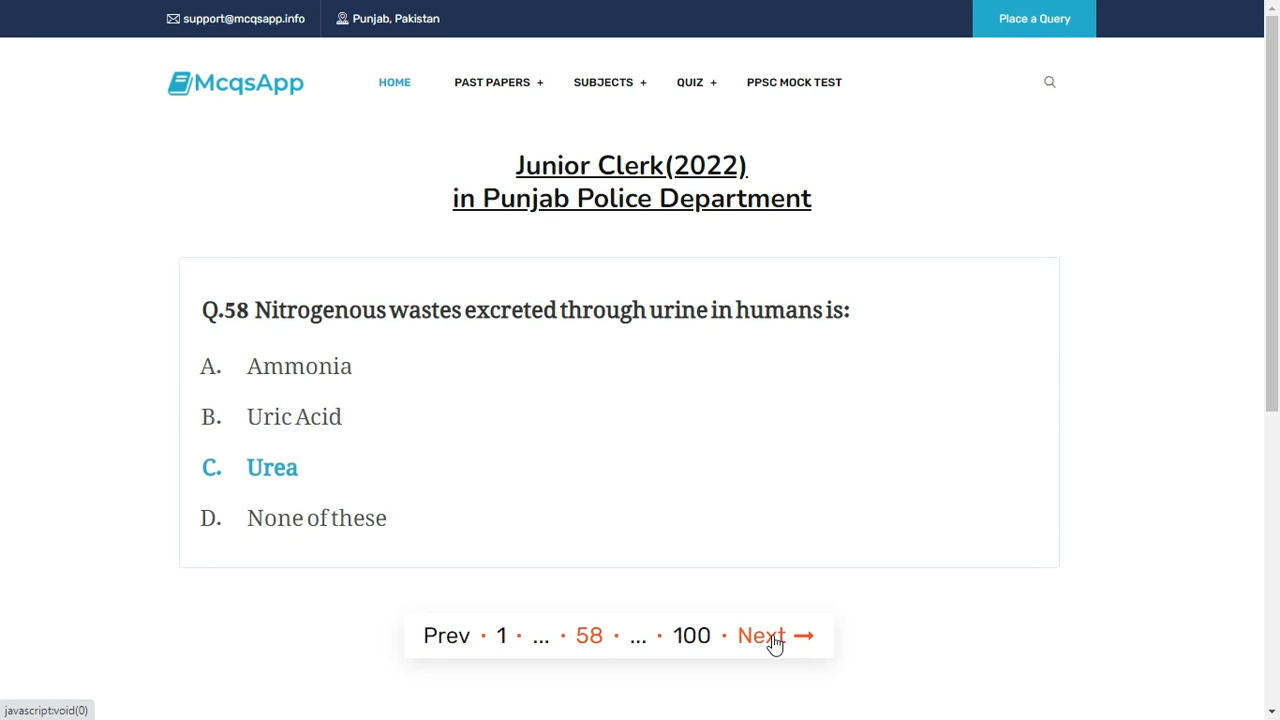 support@mcqsapp.info
Punjab, Pakistan
Place a Query
McqsApp
HOME
PAST PAPERS +
SUBJECTS +
QUIZ +
PPSC MOCK TEST
Junior Clerk(2022)
in Punjab Police Department
Q.58 Nitrogenous wastes excreted through urine in humans is:
A. Ammonia
B. Uric Acid
C. Urea
D. None of these
Prev · 1 · ... · 58 · ... · 100 · Next →
javascript:void(0)